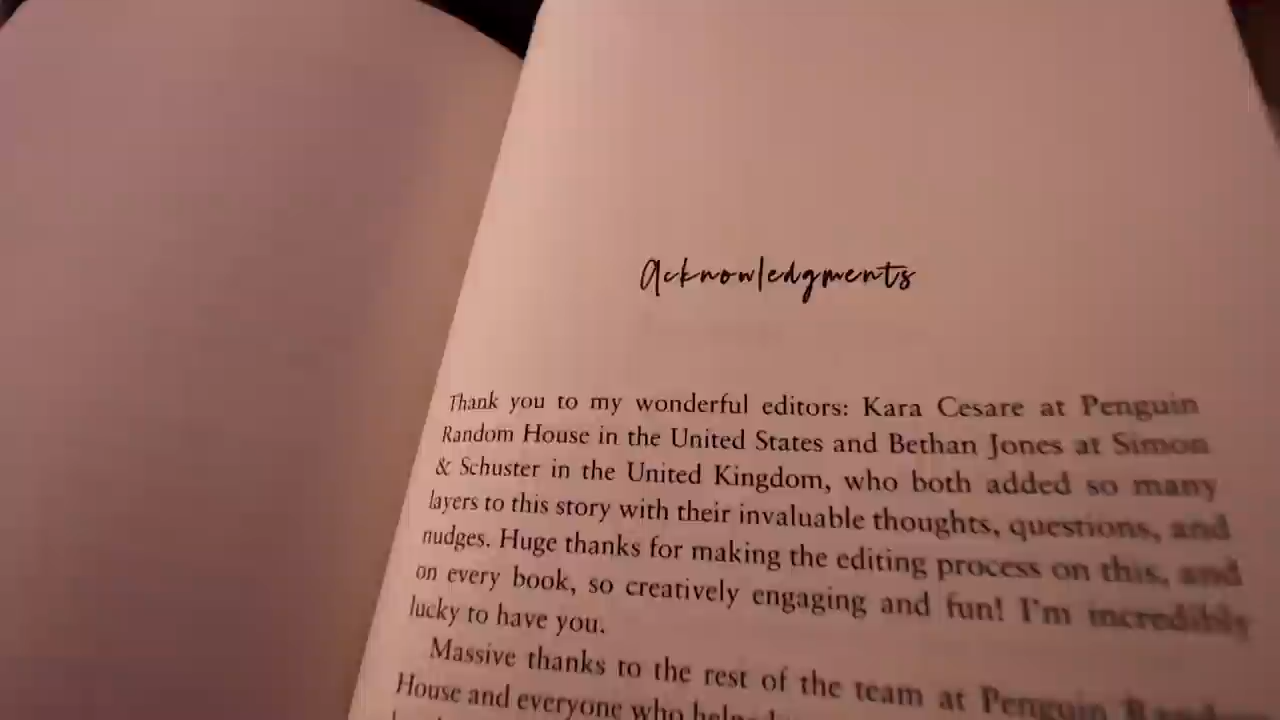 Acknowledgments
Thank you to my wonderful editors: Kara Cesare at Penguin
Random House in the United States and Bethan Jones at Simon
& Schuster in the United Kingdom, who both added so many
layers to this story with their invaluable thoughts, questions, and
nudges. Huge thanks for making the editing process on this, and
on every book, so creatively engaging and fun! I'm incredibly
lucky to have you.
Massive thanks to the rest of the team at Penguin Random
House and everyone who